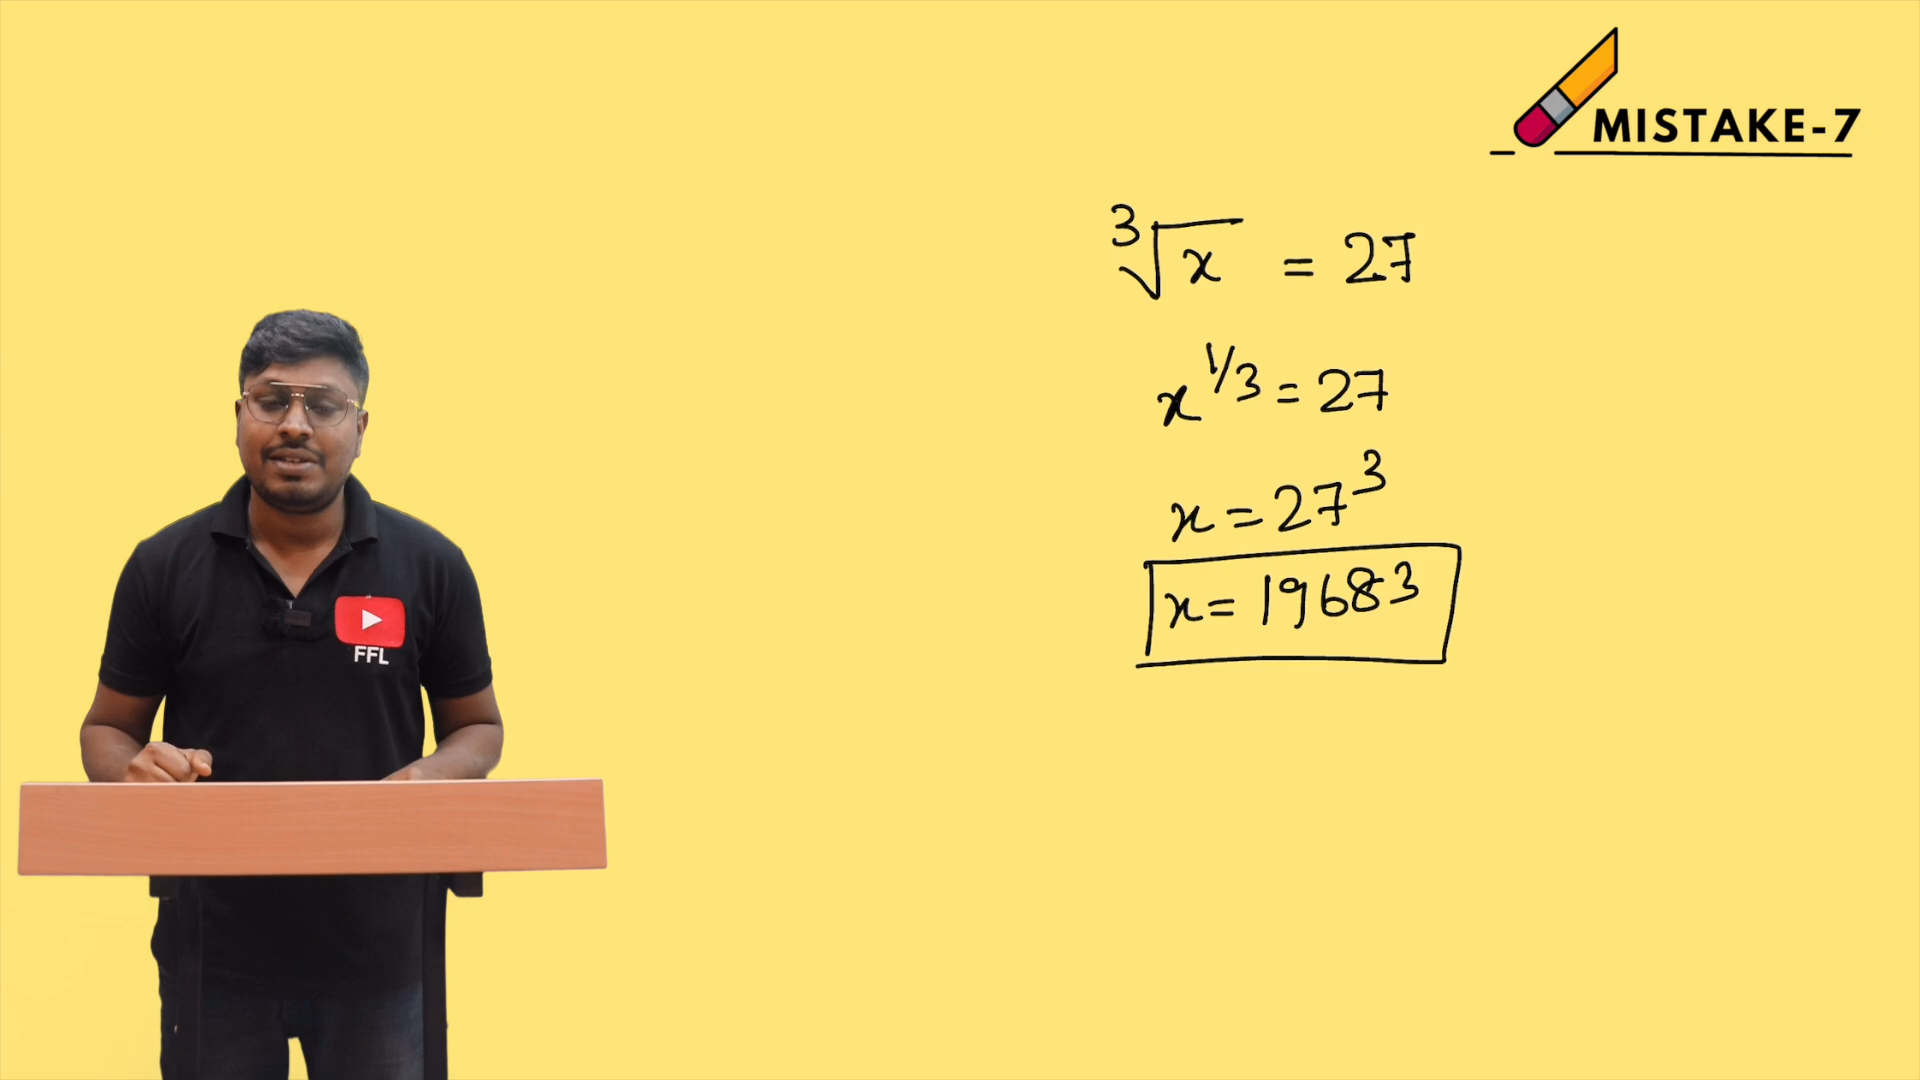 MISTAKE-7
∛x = 27
x^1/3 = 27
x = 27^3
x = 19683
FFL